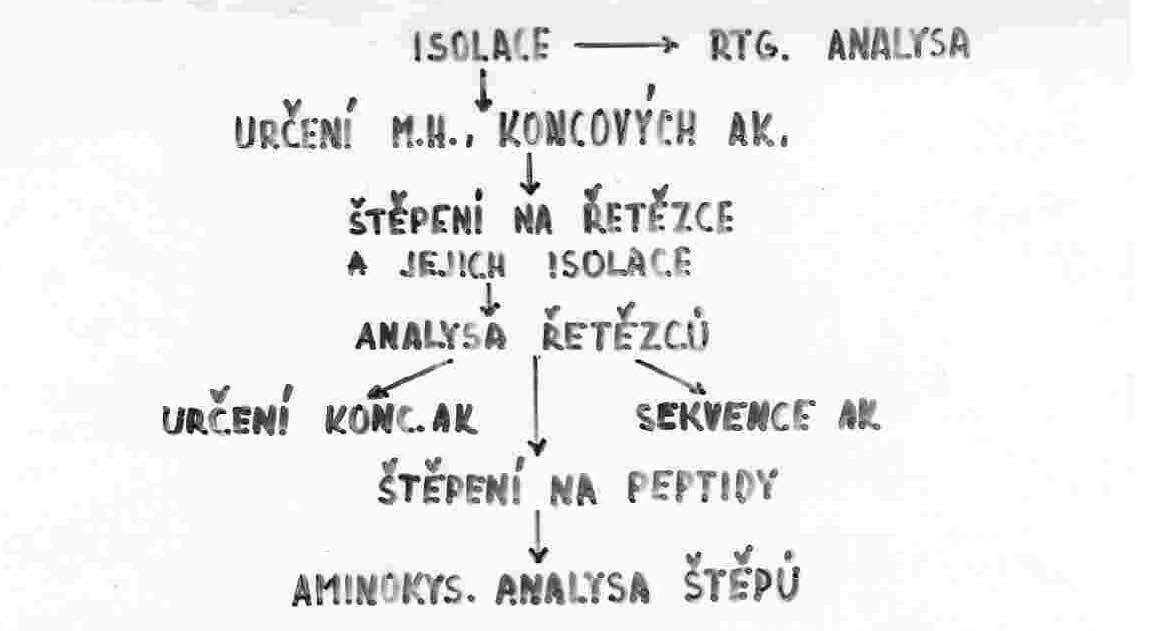 ISOLACE → RTG. ANALYSA
URČENÍ M.H., KONCOVÝCH AK.
ŠTĚPENÍ NA ŘETĚZCE
A JEJICH ISOLACE
ANALYSA ŘETĚZCŮ
URČENÍ KONC. AK SEKVENCE AK
ŠTĚPENÍ NA PEPTIDY
AMINOKYS. ANALYSA ŠTĚPŮ